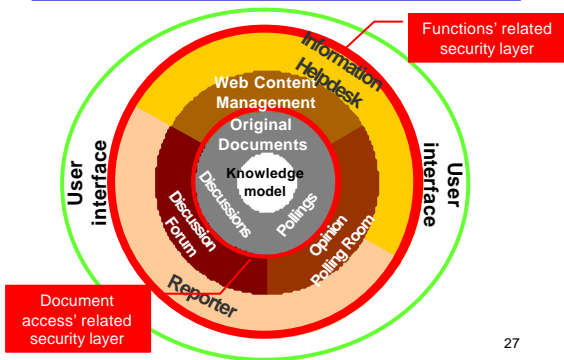 Functions' related
security layer
Information
Helpdesk
Web Content
Management
Original
Documents
Knowledge
model
Discussions
Pollings
Discussion
Forum
Opinion
Polling Room
Reporter
User
interface
User
interface
Document
access' related
security layer
27